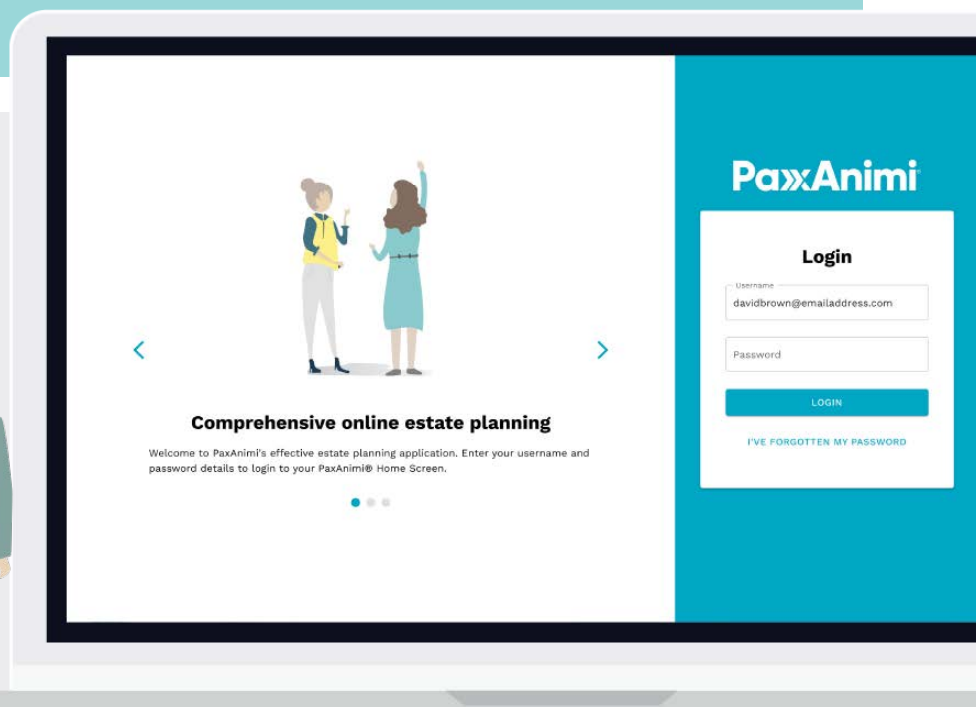 Comprehensive online estate planning
Welcome to PaxAnimi's effective estate planning application. Enter your username and
password details to login to your PaxAnimi® Home Screen.
PaxAnimi
Login
Username
davidbrown@emailaddress.com
Password
LOGIN
I'VE FORGOTTEN MY PASSWORD